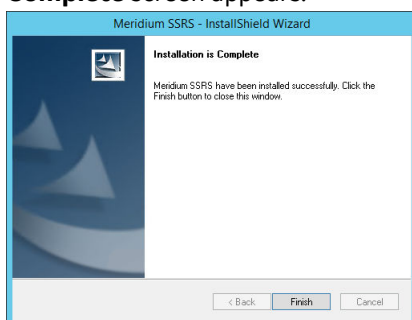 Complete screen appears.
Meridium SSRS - InstallShield Wizard
Installation is Complete
Meridium SSRS have been installed successfully. Click the
Finish button to close this window.
< Back
Finish
Cancel